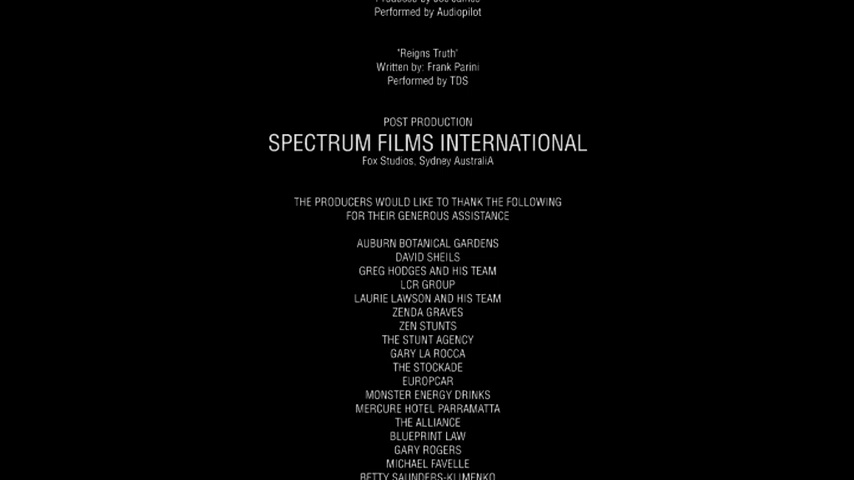 Performed by Audiopilot
"Reigns Truth"
Written by: Frank Parini
Performed by TDS
POST PRODUCTION
SPECTRUM FILMS INTERNATIONAL
Fox Studios, Sydney AustraliA
THE PRODUCERS WOULD LIKE TO THANK THE FOLLOWING
FOR THEIR GENEROUS ASSISTANCE
AUBURN BOTANICAL GARDENS
DAVID SHEILS
GREG HODGES AND HIS TEAM
LCR GROUP
LAURIE LAWSON AND HIS TEAM
ZENDA GRAVES
ZEN STUNTS
THE STUNT AGENCY
GARY LA ROCCA
THE STOCKADE
EUROPCAR
MONSTER ENERGY DRINKS
MERCURE HOTEL PARRAMATTA
THE ALLIANCE
BLUEPRINT LAW
GARY ROGERS
MICHAEL FAVELLE
BETTY SAUNDERS-KLIMENKO